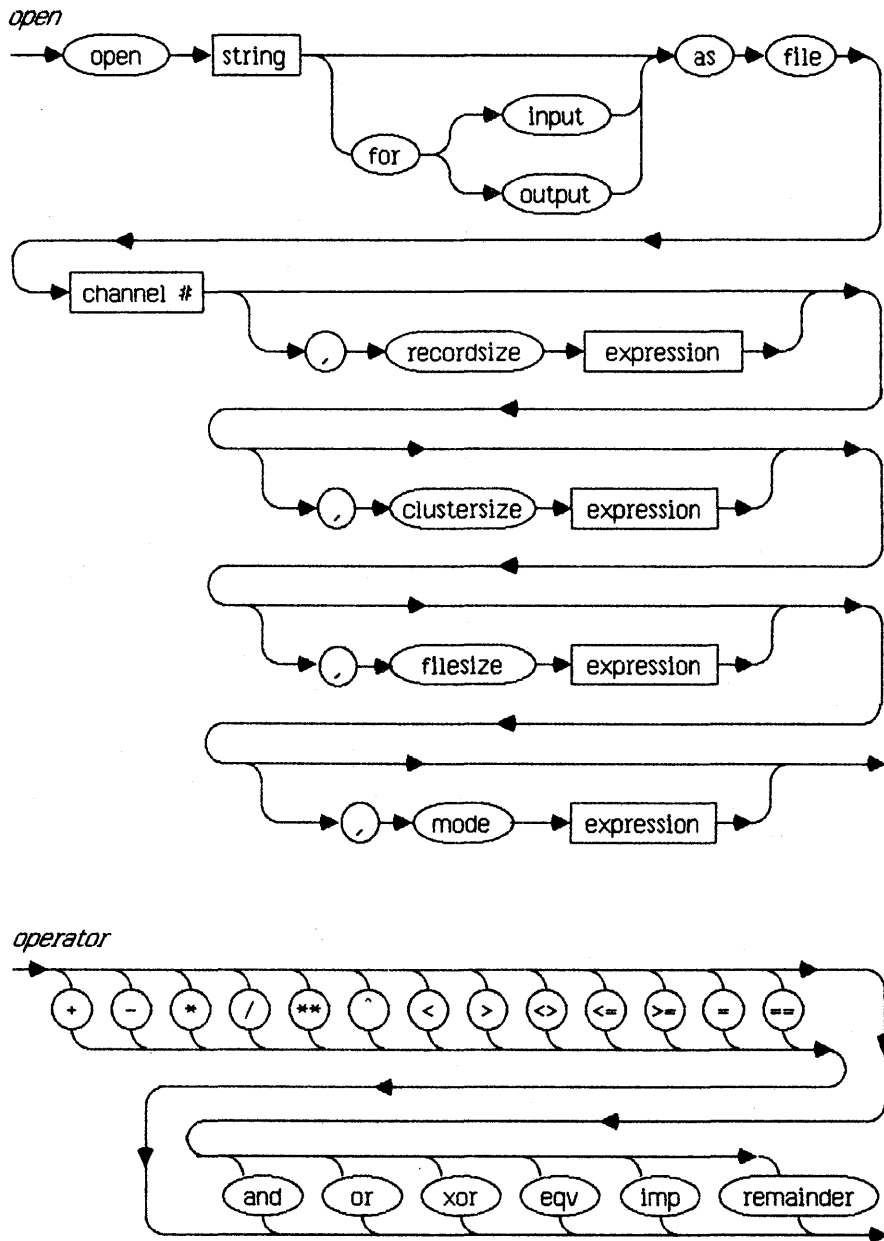 open
open string as file
input
for
output
channel #
, recordsize expression
, clustersize expression
, filesize expression
, mode expression
operator
+ - * / ** ^ < > <> <= >= = ==
and or xor eqv imp remainder